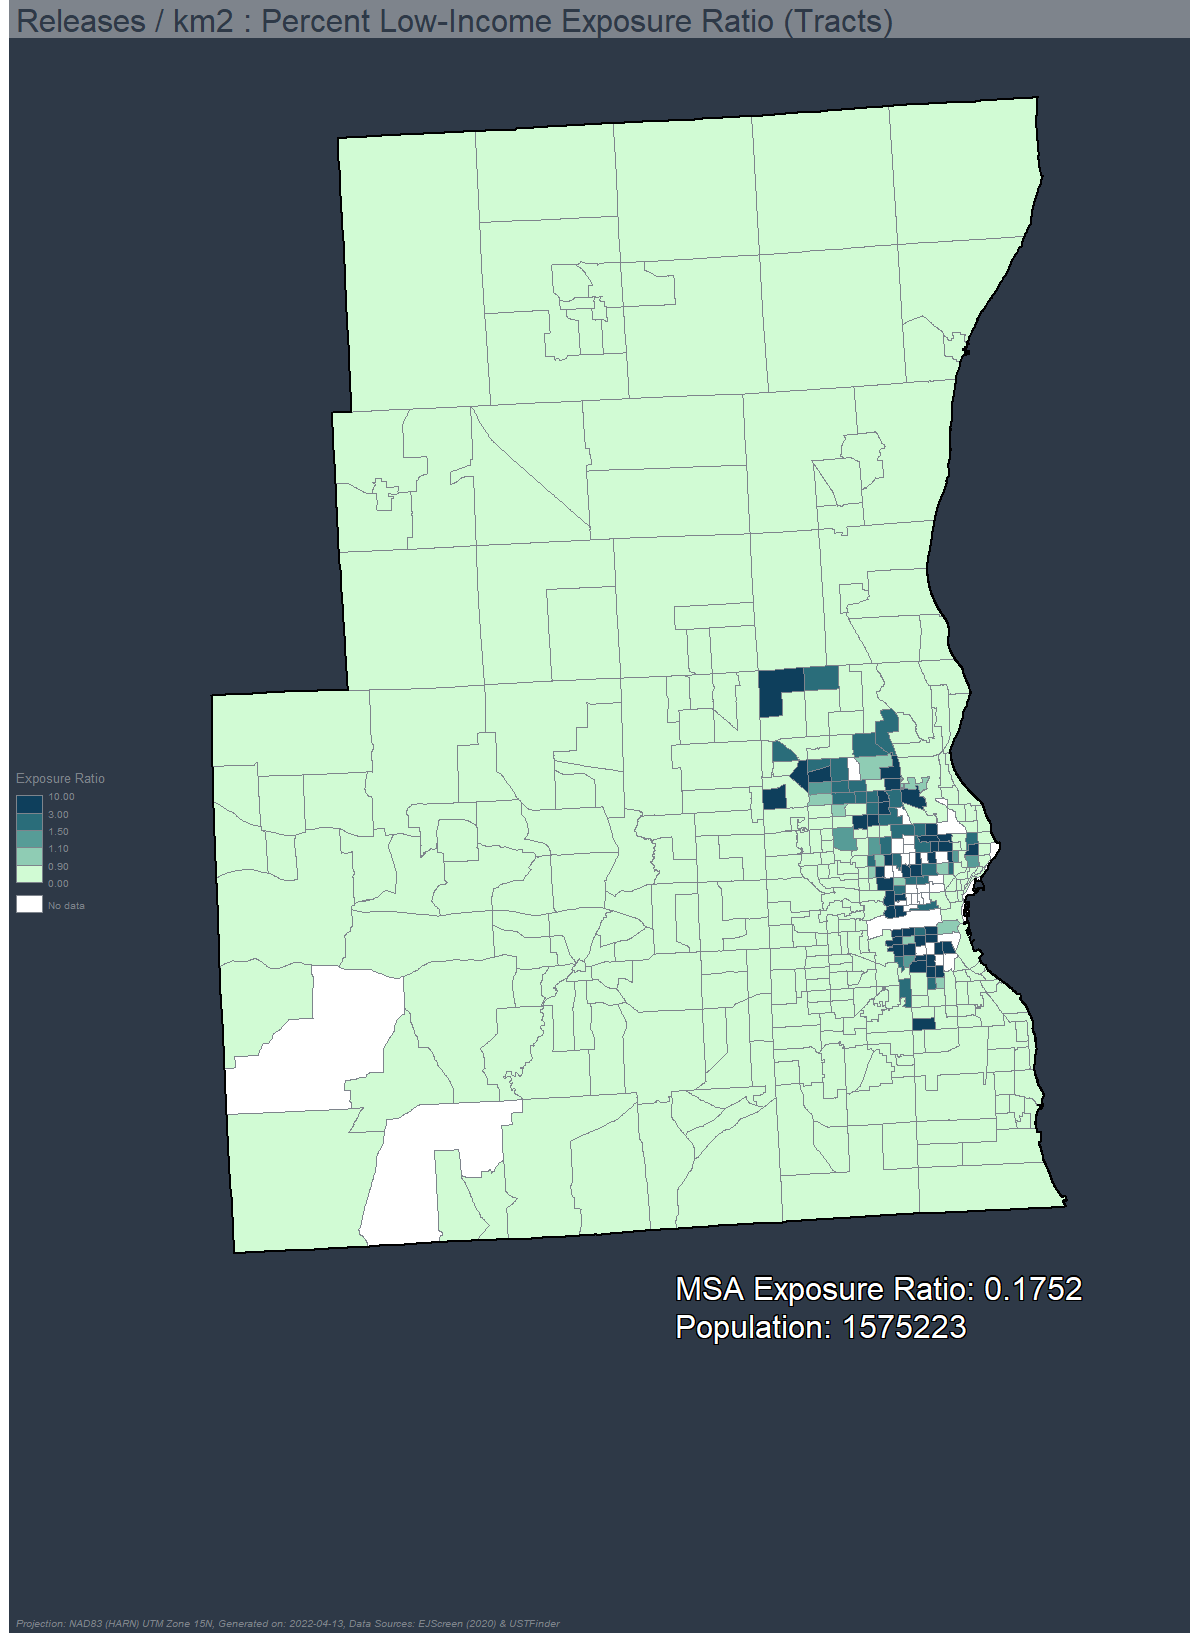 Releases / km2 : Percent Low-Income Exposure Ratio (Tracts)
Exposure Ratio
10.00
3.00
1.50
1.10
0.90
0.00
No data
MSA Exposure Ratio: 0.1752
Population: 1575223
Projection: NAD83 (HARN) UTM Zone 15N, Generated on: 2022-04-13, Data Sources: EJScreen (2020) & USTFinder